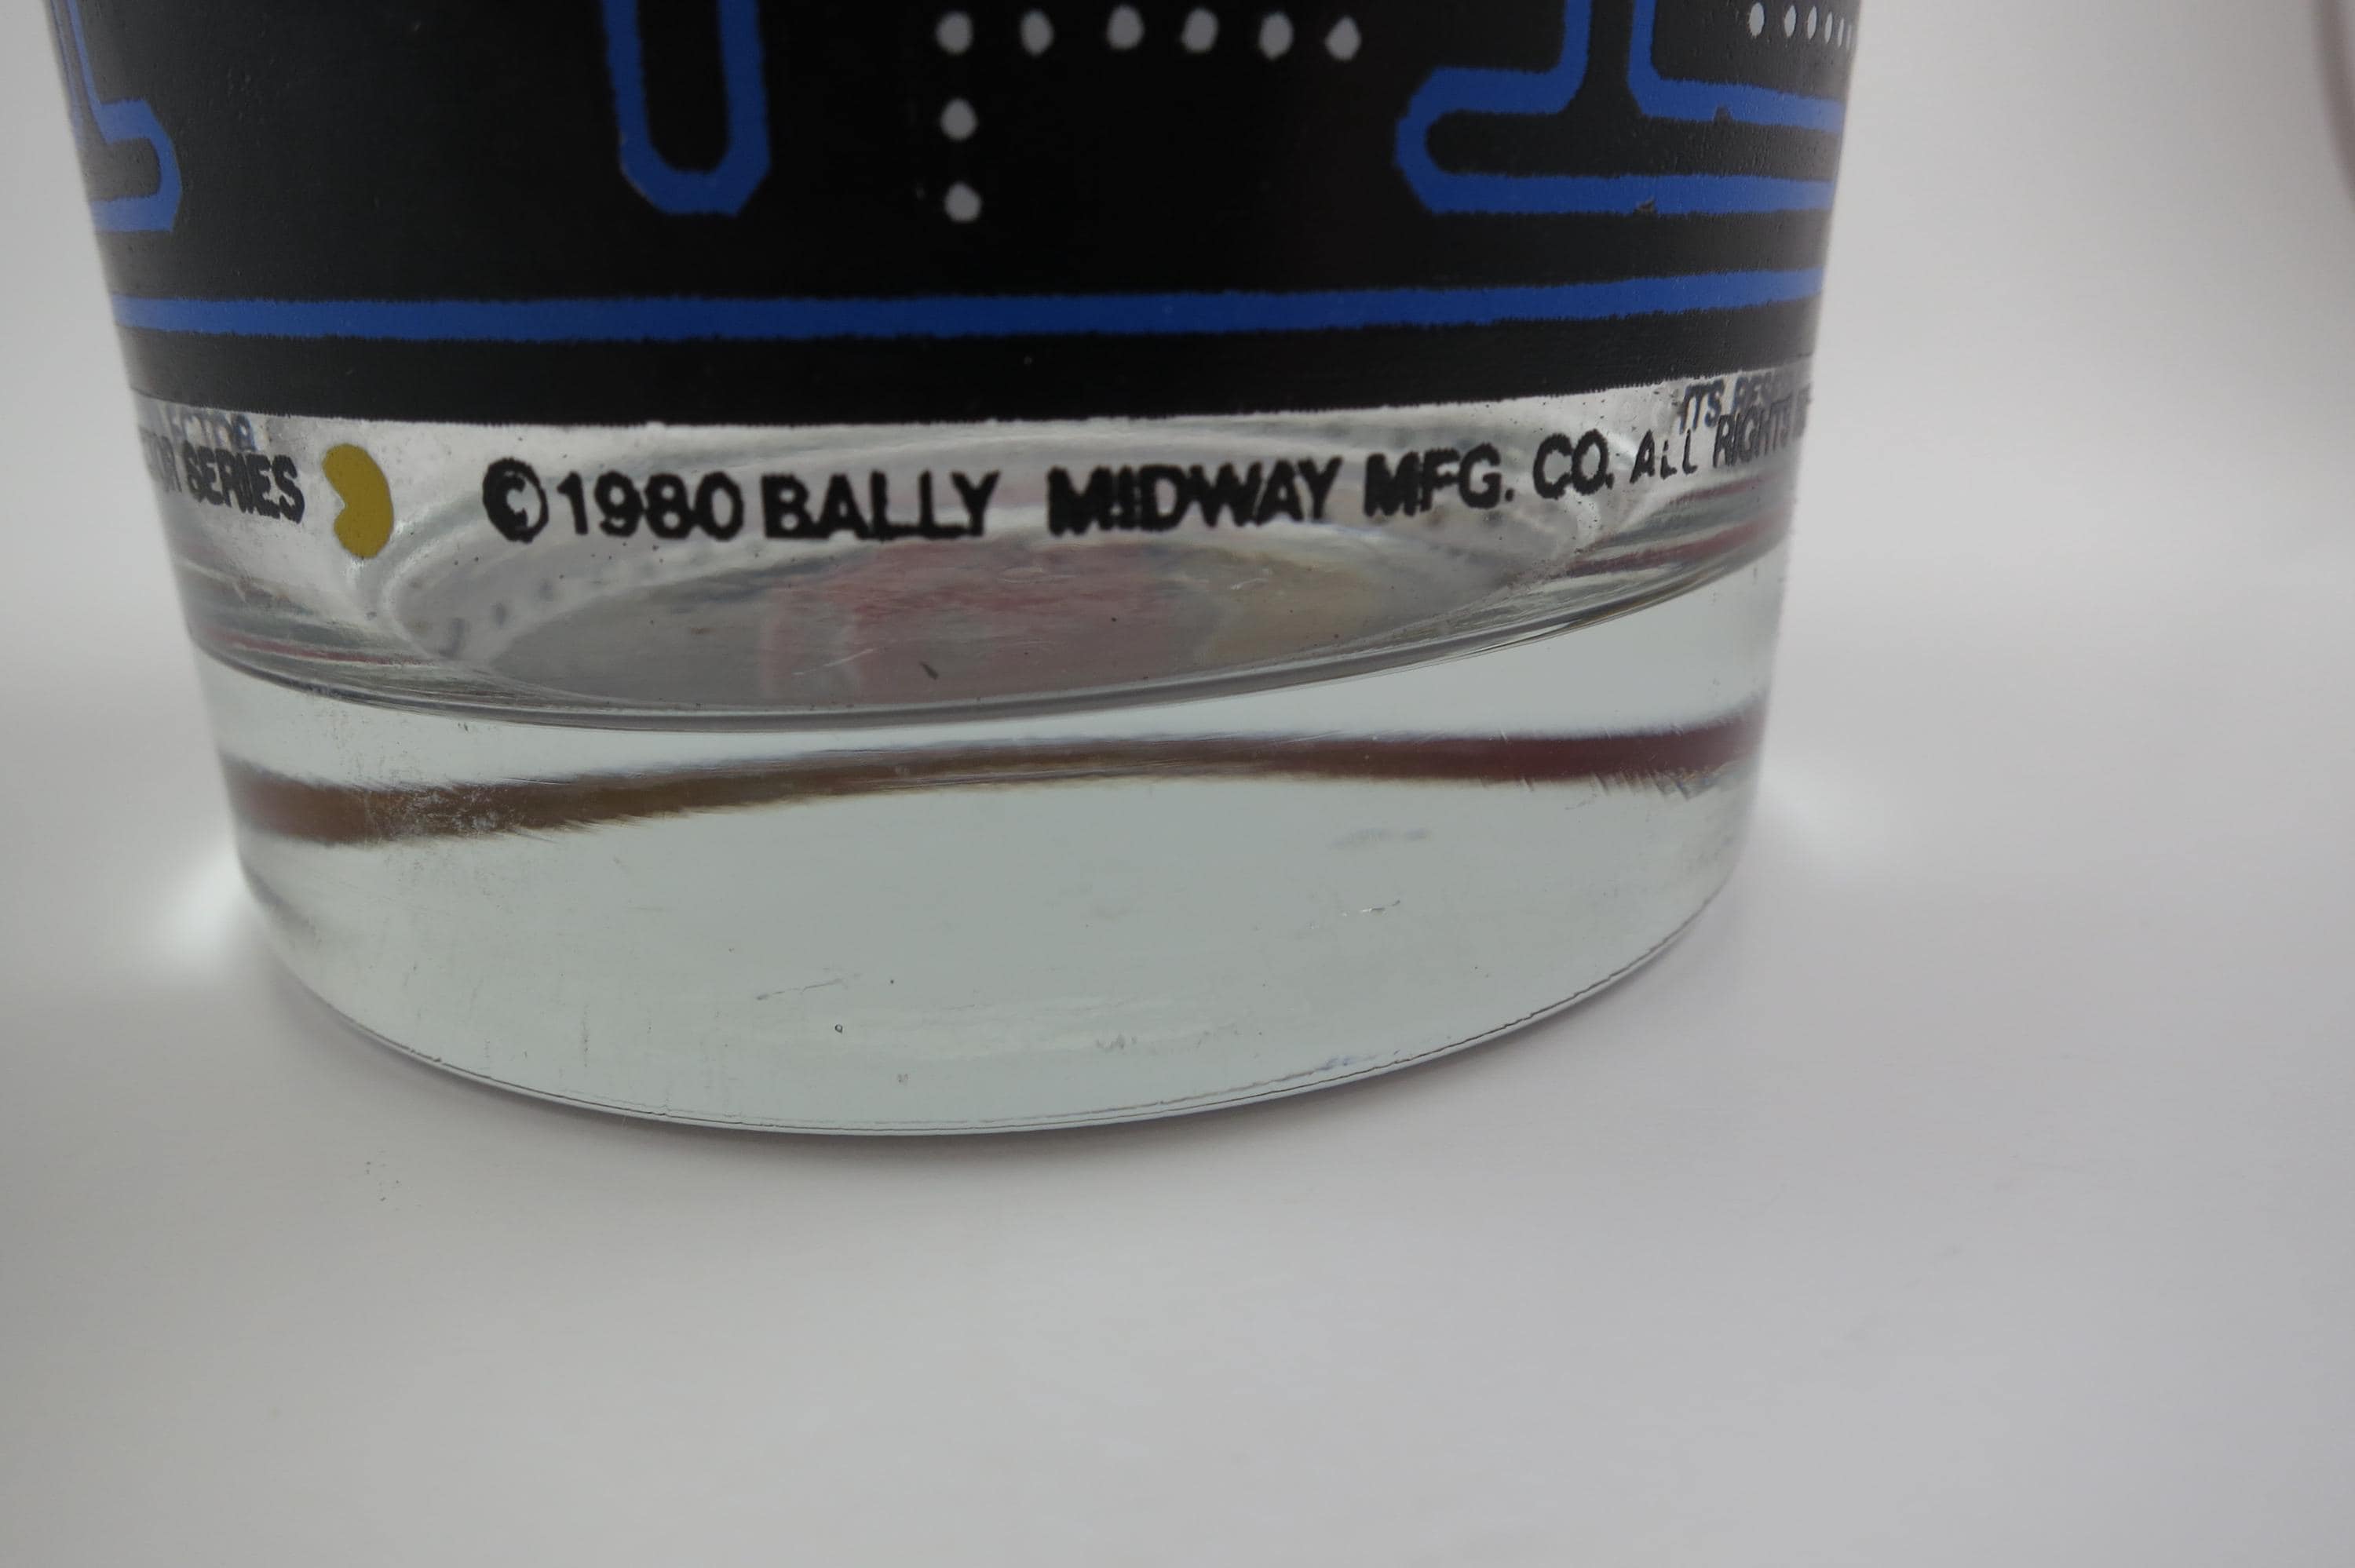 SERIES ©1980 BALLY MIDWAY MFG. CO. ALL RIGHTS